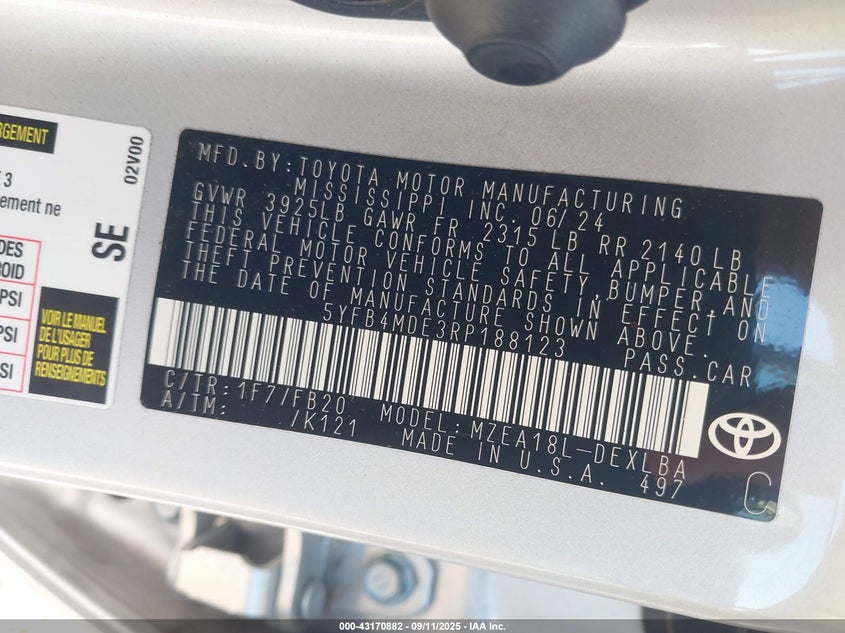 RGEMENT
3
ement ne
02V00
SE
DES
ROID
PSI
PSI
SI
VOIR LE MANUEL
DE L'USAGER
POUR PLUS DE
RENSEIGNEMENTS
MFD.BY:TOYOTA MOTOR MANUFACTURING
MISSISSIPPI INC. 06/24
GVWR 3925LB GAWR FR 2315 LB RR 2140 LB
THIS VEHICLE CONFORMS TO ALL APPLICABLE
FEDERAL MOTOR VEHICLE SAFETY,BUMPER,AND
THEFT PREVENTION STANDARDS IN EFFECT ON
THE DATE OF MANUFACTURE SHOWN ABOVE.
5YFB4MDE3RP188123 PASS.CAR
C/TR:1F7/FB20 MODEL:MZEA18L-DEXLBA
A/TM: /K121 MADE IN U.S.A. 497
C
000-43170882 - 09/11/2025 - IAA Inc.